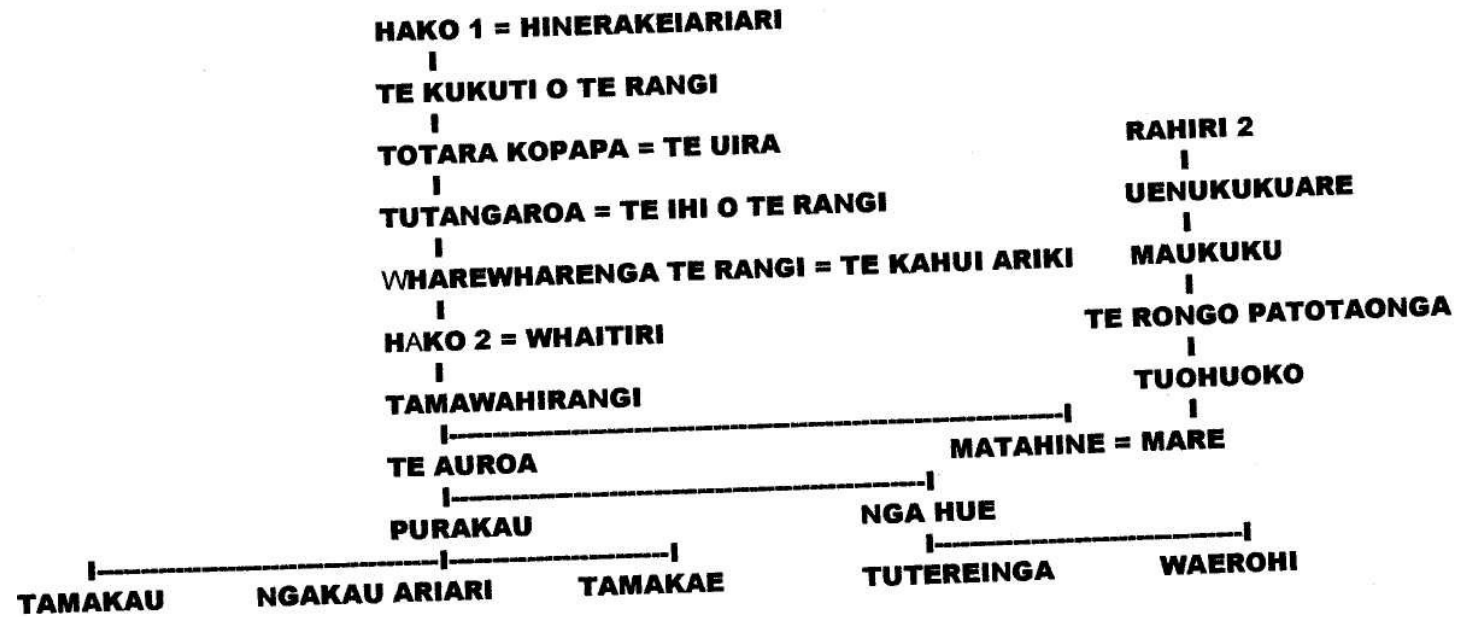 HAKO 1 = HINERAKEIARIARI
TE KUKUTI O TE RANGI
TOTARA KOPAPA = TE UIRA
RAHIRI 2
TUTANGAROA = TE IHI O TE RANGI
UENUKUKUARE
WHAREWHARENGA TE RANGI = TE KAHUI ARIKI
MAUKUKU
HAKO 2 = WHAITIRI
TE RONGO PATOTAONGA
TAMAWAHIRANGI
TUOHUOKO
TE AUROA
MATAHINE = MARE
PURAKAU
NGA HUE
TAMAKAU NGAKAU ARIARI TAMAKAE TUTEREINGA WAEROHI